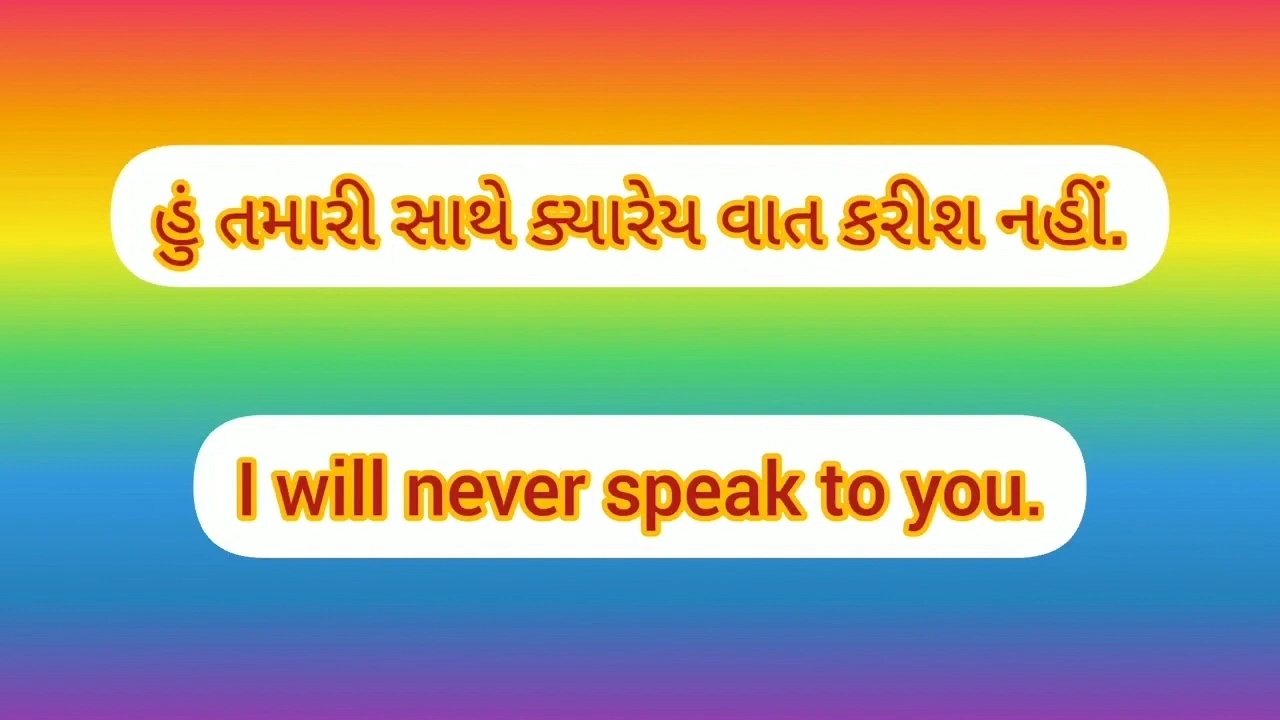 હું તમારી સાથે ક્યારેય વાત કરીશ નહીં.
I will never speak to you.